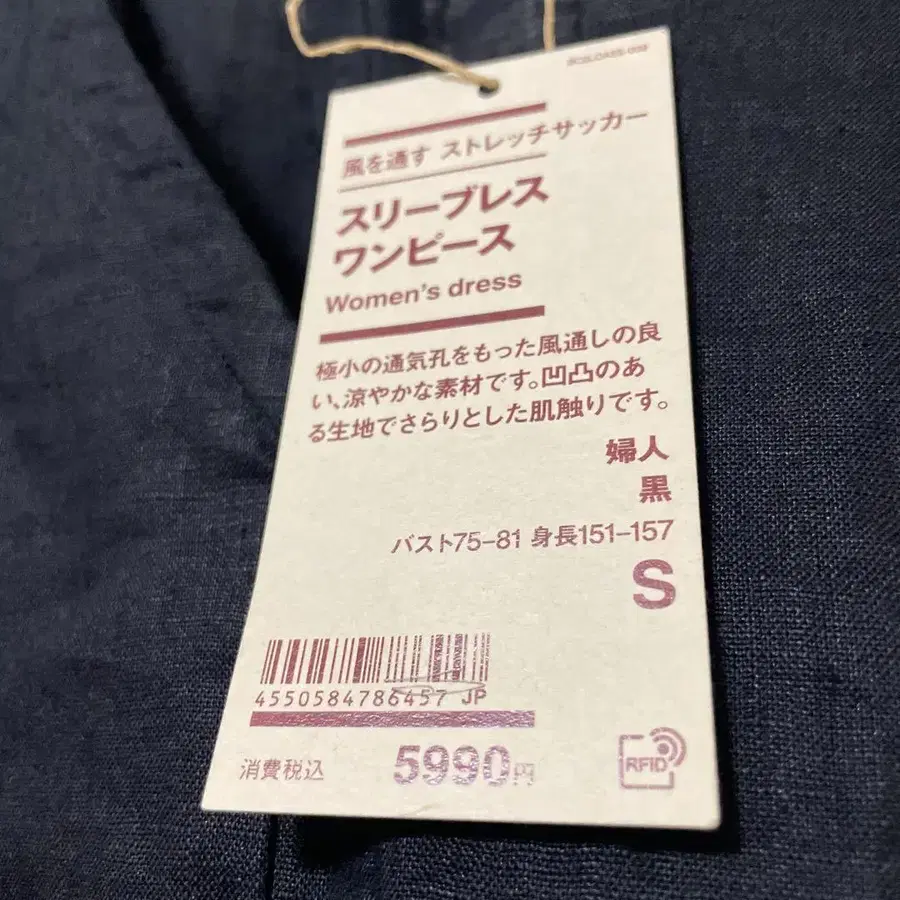 風を通す ストレッチサッカー
スリーブレス
ワンピース
Women's dress
極小の通気孔をもった風通しの良
い、涼やかな素材です。凹凸のあ
る生地でさらりとした肌触りです。
婦人
黒
バスト75-81 身長151-157
S
4550584786457 JP
消費税込 5990円
RFID